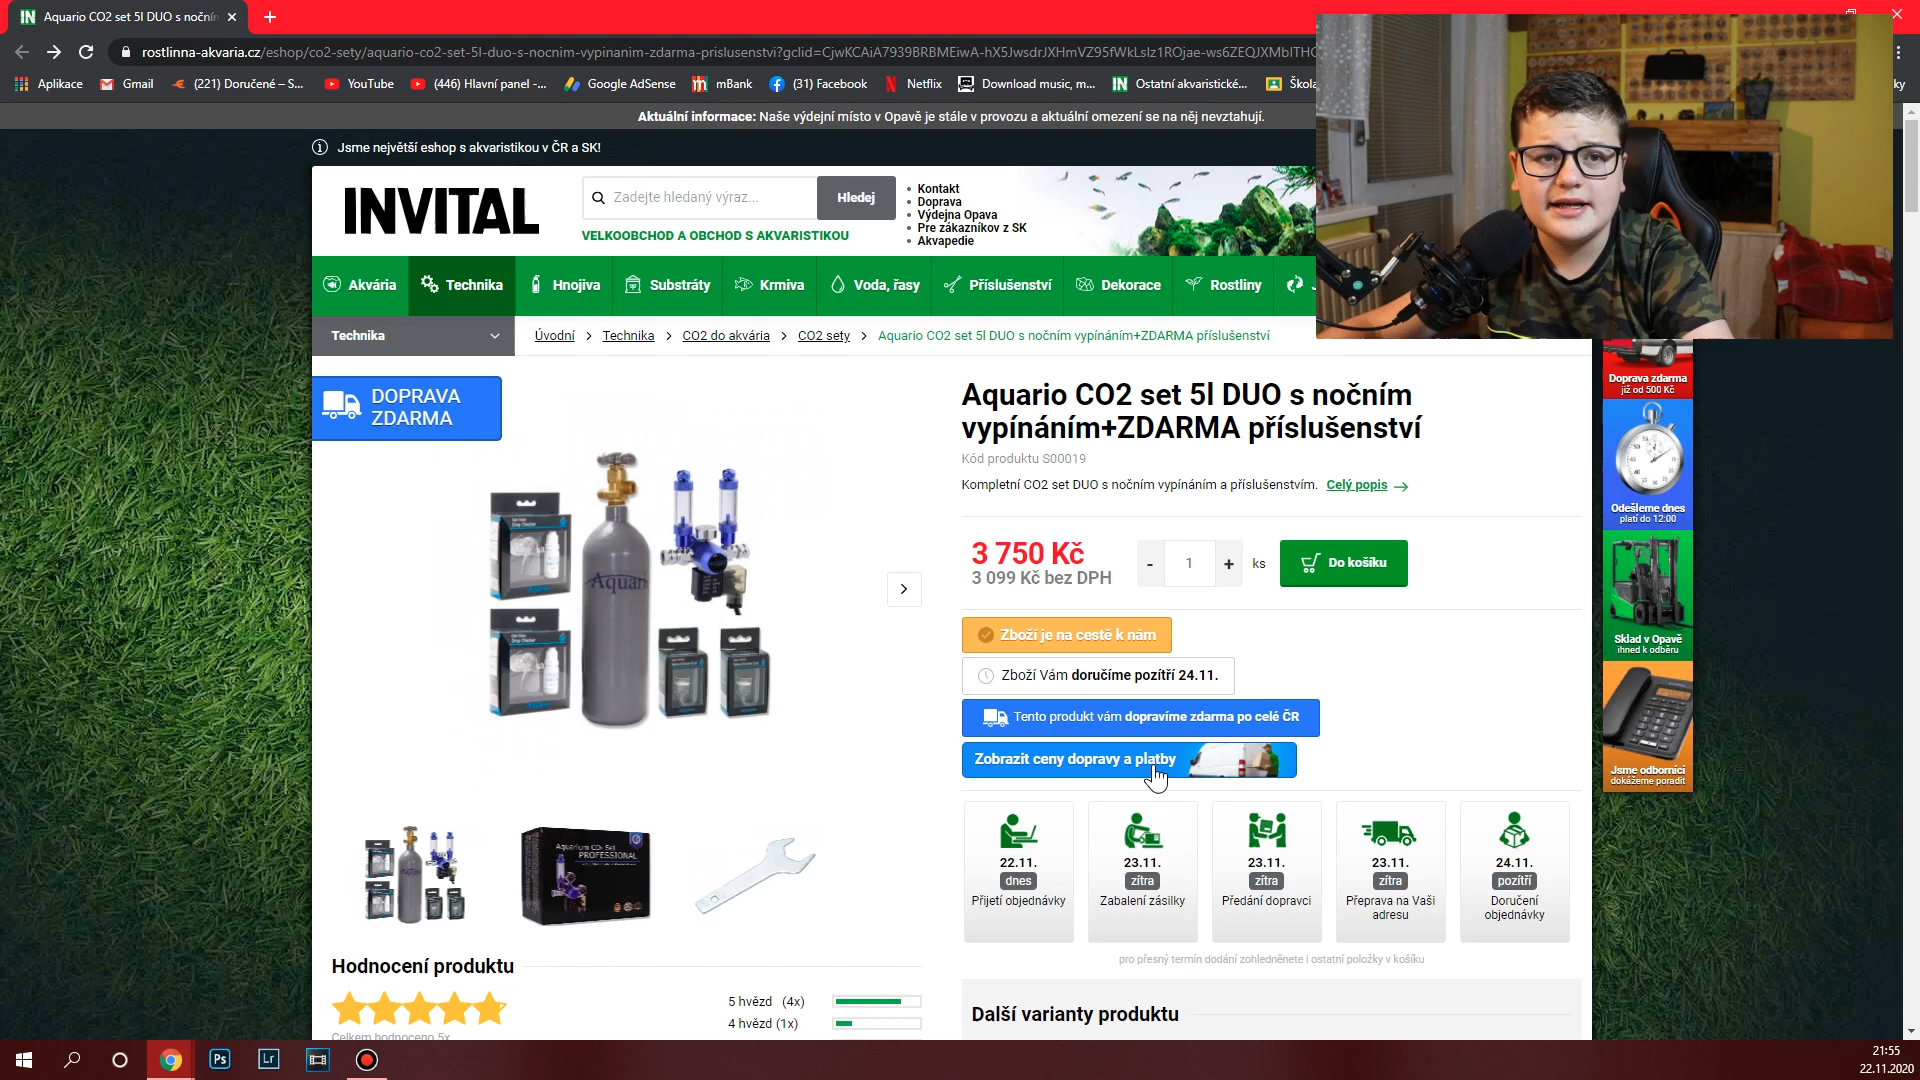 Aquario CO2 set 5l DUO s nočním
rostlinna-akvaria.cz/eshop/co2-sety/aquario-co2-set-5l-duo-s-nocnim-vypinanim-zdarma-prislusenstvi?gclid=
Aplikace
Gmail
(221) Doručené – S...
YouTube
(446) Hlavní panel -...
Google AdSense
mBank
(31) Facebook
Netflix
Download music, m...
Ostatní akvaristické...
Aktuální informace: Naše výdejní místo v Opavě je stále v provozu a aktuální omezení se na něj nevztahují.
Jsme největší eshop s akvaristikou v ČR a SK!
INVITAL
Zadejte hledaný výraz...
Hledej
VELKOOBCHOD A OBCHOD S AKVARISTIKOU
Kontakt
Doprava
Výdejna Opava
Pre zákazníkov z SK
Akvapedie
Akvária
Technika
Hnojiva
Substráty
Krmiva
Voda, řasy
Příslušenství
Dekorace
Rostliny
Technika
Úvodní > Technika > CO2 do akvária > CO2 sety > Aquario CO2 set 5l DUO s nočním vypínáním+ZDARMA příslušenství
DOPRAVA
ZDARMA
Aquario CO2 set 5l DUO s nočním
vypínáním+ZDARMA příslušenství
Kód produktu S00019
Kompletní CO2 set DUO s nočním vypínáním a příslušenstvím. Celý popis
3 750 Kč
3 099 Kč bez DPH
- 1 + ks
Do košíku
Zboží je na cestě k nám
Zboží Vám doručíme pozítří 24.11.
Tento produkt vám dopravíme zdarma po celé ČR
Zobrazit ceny dopravy a platby
22.11.
dnes
Přijetí objednávky
23.11.
zítra
Zabalení zásilky
23.11.
zítra
Předání dopravci
23.11.
zítra
Přeprava na Vaši
adresu
24.11.
pozítří
Doručení
objednávky
pro přesný termín dodání zohledněnete i ostatní položky v košíku
Další varianty produktu
Aquarium CO2 Set
PROFESSIONAL
Hodnocení produktu
5 hvězd (4x)
4 hvězd (1x)
Celkem hodnoceno 5x
Doprava zdarma
již od 500 Kč
Odešleme dnes
platí do 12:00
Sklad v Opavě
ihned k odběru
Jsme odborníci
dokážeme poradit
Ps
Lr
21:55
22.11.2020